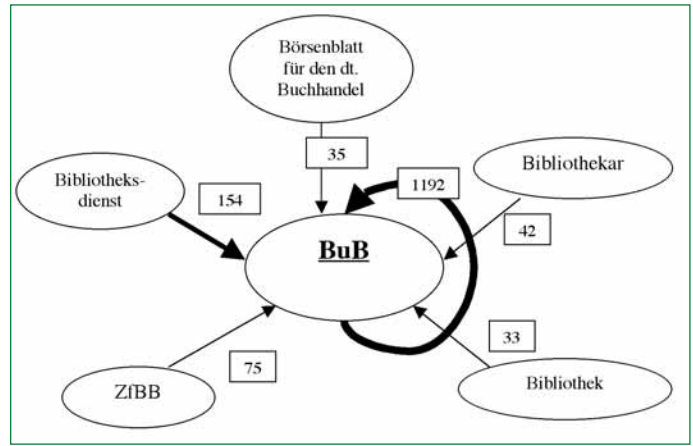 Börsenblatt
für den dt.
Buchhandel
35
1192
Bibliothekar
Bibliotheks-
dienst
154
42
BuB
33
75
ZfBB
Bibliothek